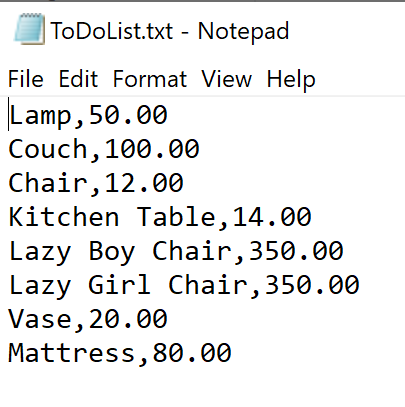 ToDoList.txt - Notepad
File Edit Format View Help
Lamp,50.00
Couch,100.00
Chair,12.00
Kitchen Table,14.00
Lazy Boy Chair,350.00
Lazy Girl Chair,350.00
Vase,20.00
Mattress,80.00